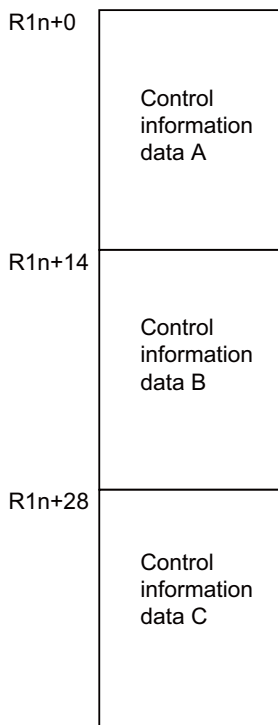 R1n+0
Control
information
data A
R1n+14
Control
information
data B
R1n+28
Control
information
data C